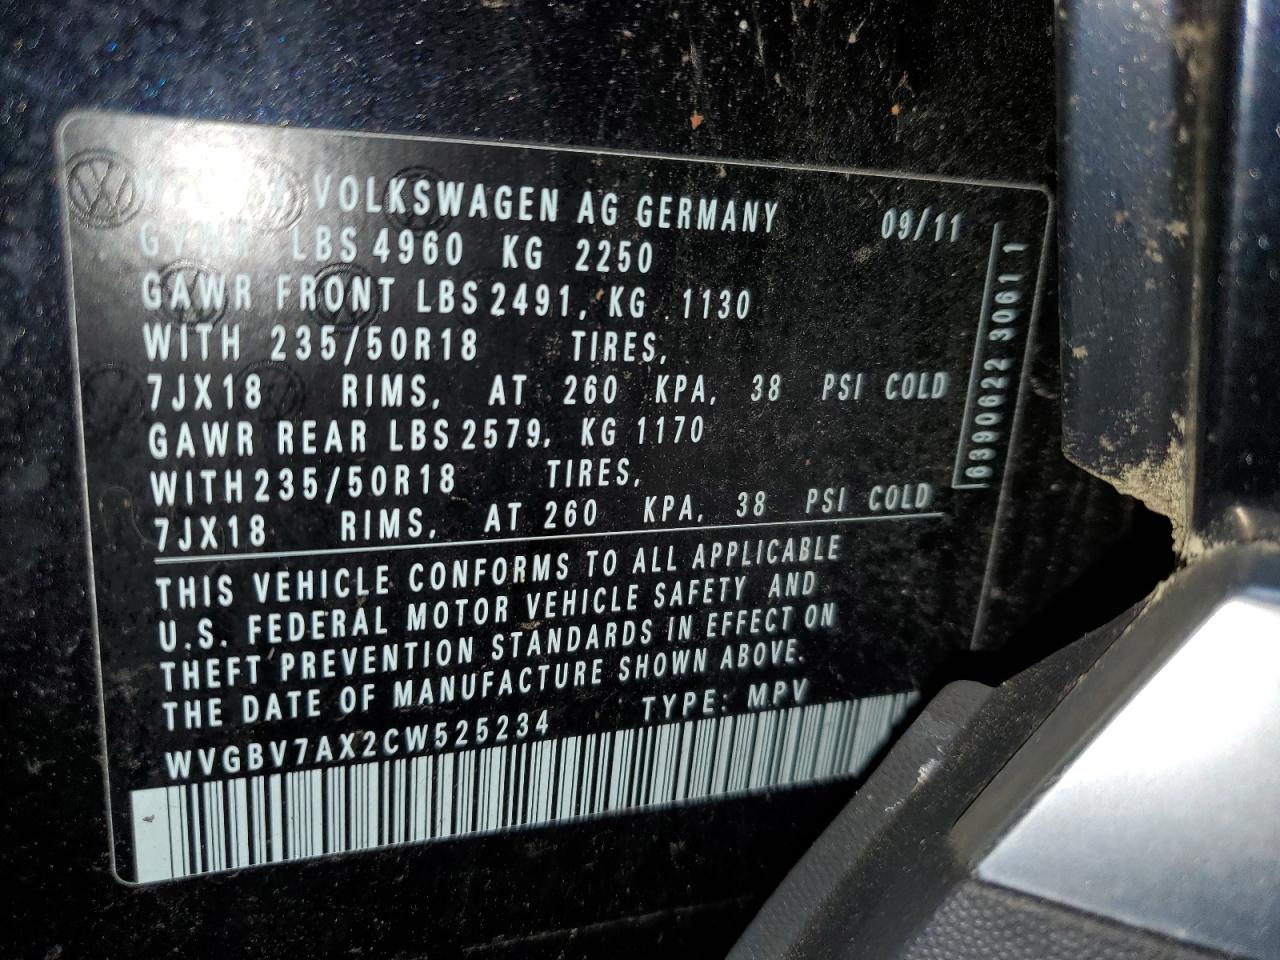 VOLKSWAGEN AG GERMANY 09/11
GVWR LBS 4960 KG 2250
GAWR FRONT LBS 2491, KG 1130
WITH 235/50R18 TIRES,
7JX18 RIMS, AT 260 KPA, 38 PSI COLD
GAWR REAR LBS 2579, KG 1170
WITH 235/50R18 TIRES,
7JX18 RIMS, AT 260 KPA, 38 PSI COLD
THIS VEHICLE CONFORMS TO ALL APPLICABLE
U.S. FEDERAL MOTOR VEHICLE SAFETY AND
THEFT PREVENTION STANDARDS IN EFFECT ON
THE DATE OF MANUFACTURE SHOWN ABOVE.
WVGBV7AX2CW525234 TYPE: MPV
6390622 3061 1